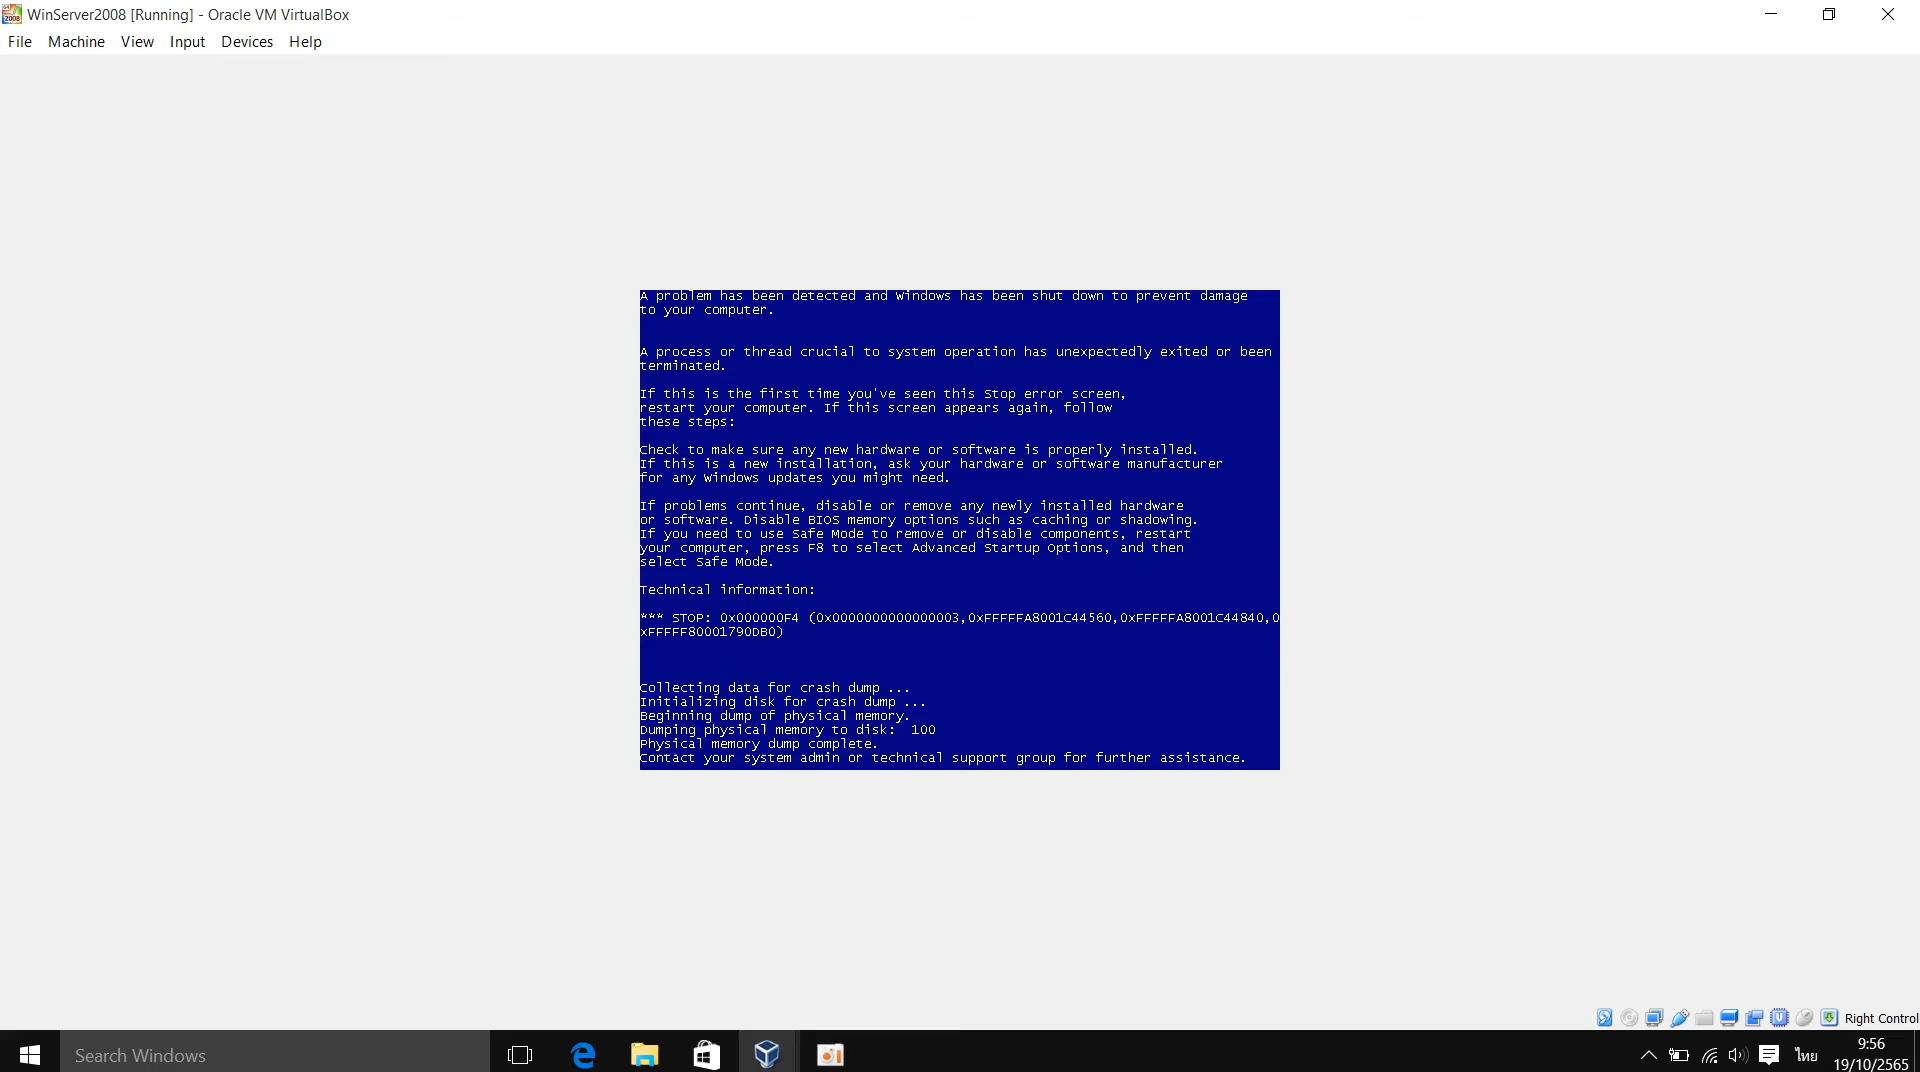 WinServer2008 [Running] - Oracle VM VirtualBox
File Machine View Input Devices Help
A problem has been detected and Windows has been shut down to prevent damage
to your computer.
A process or thread crucial to system operation has unexpectedly exited or been
terminated.
If this is the first time you've seen this Stop error screen,
restart your computer. If this screen appears again, follow
these steps:
Check to make sure any new hardware or software is properly installed.
If this is a new installation, ask your hardware or software manufacturer
for any Windows updates you might need.
If problems continue, disable or remove any newly installed hardware
or software. Disable BIOS memory options such as caching or shadowing.
If you need to use Safe Mode to remove or disable components, restart
your computer, press F8 to select Advanced Startup Options, and then
select Safe Mode.
Technical information:
*** STOP: 0x000000F4 (0x0000000000000003,0xFFFFFA8001C44560,0xFFFFFA8001C44840,0
xFFFFF80001790DB0)
Collecting data for crash dump ...
Initializing disk for crash dump ...
Beginning dump of physical memory.
Dumping physical memory to disk: 100
Physical memory dump complete.
Contact your system admin or technical support group for further assistance.
Right Control
Search Windows
ไทย
9:56
19/10/2565